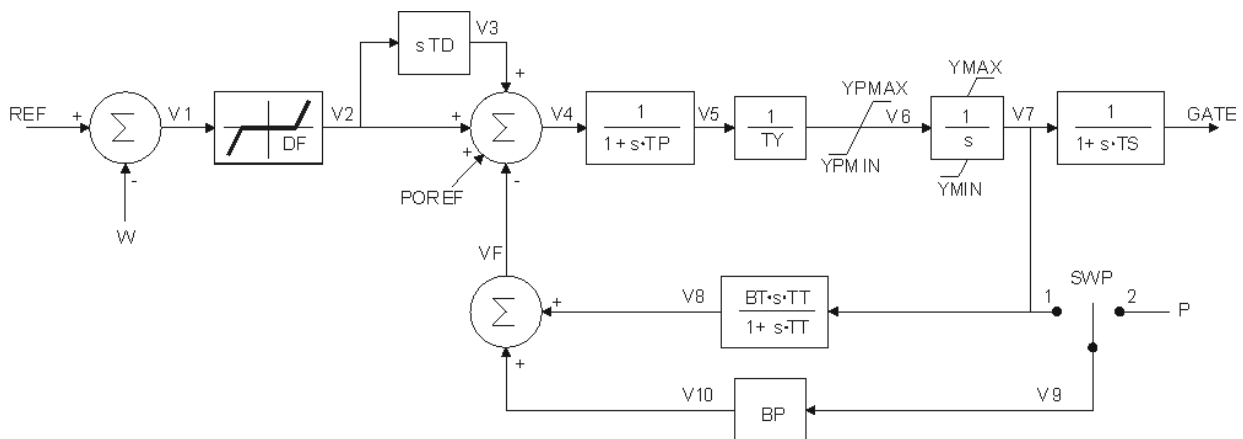 sTD
V3
YPMAX
YMAX
REF
+
Σ
V1
DF
V2
+
+
+
-
Σ
V4
1
1 + s·TP
V5
1
TY
V6
1
s
V7
1
1 + s·TS
GATE
YPMIN
YMIN
-
W
POREF
VF
SWP
Σ
+
V8
BT·s·TT
1 + s·TT
1
2
P
+
V10
BP
V9